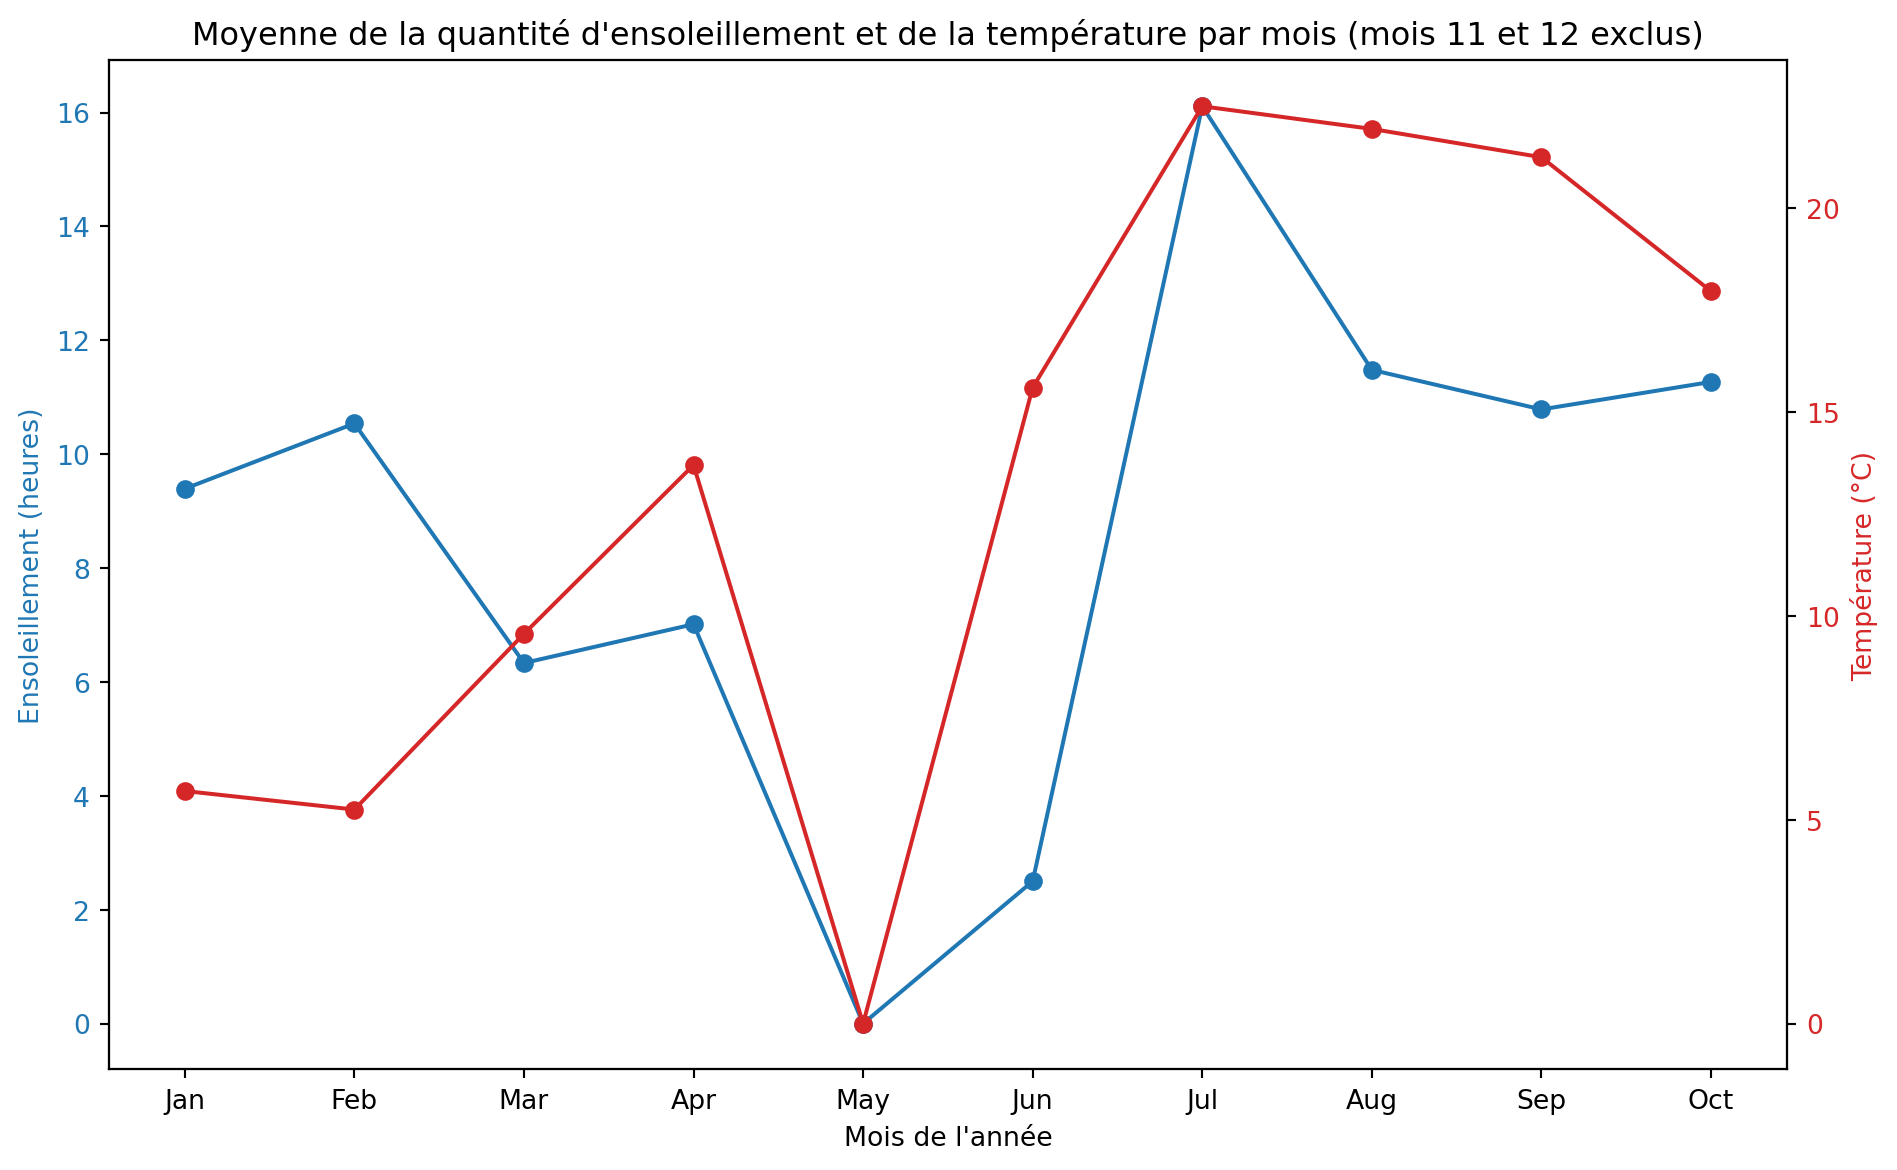 Moyenne de la quantité d'ensoleillement et de la température par mois (mois 11 et 12 exclus)
Ensoleillement (heures)
16
14
12
10
8
6
4
2
0
Température (°C)
20
15
10
5
0
Jan Feb Mar Apr May Jun Jul Aug Sep Oct
Mois de l'année